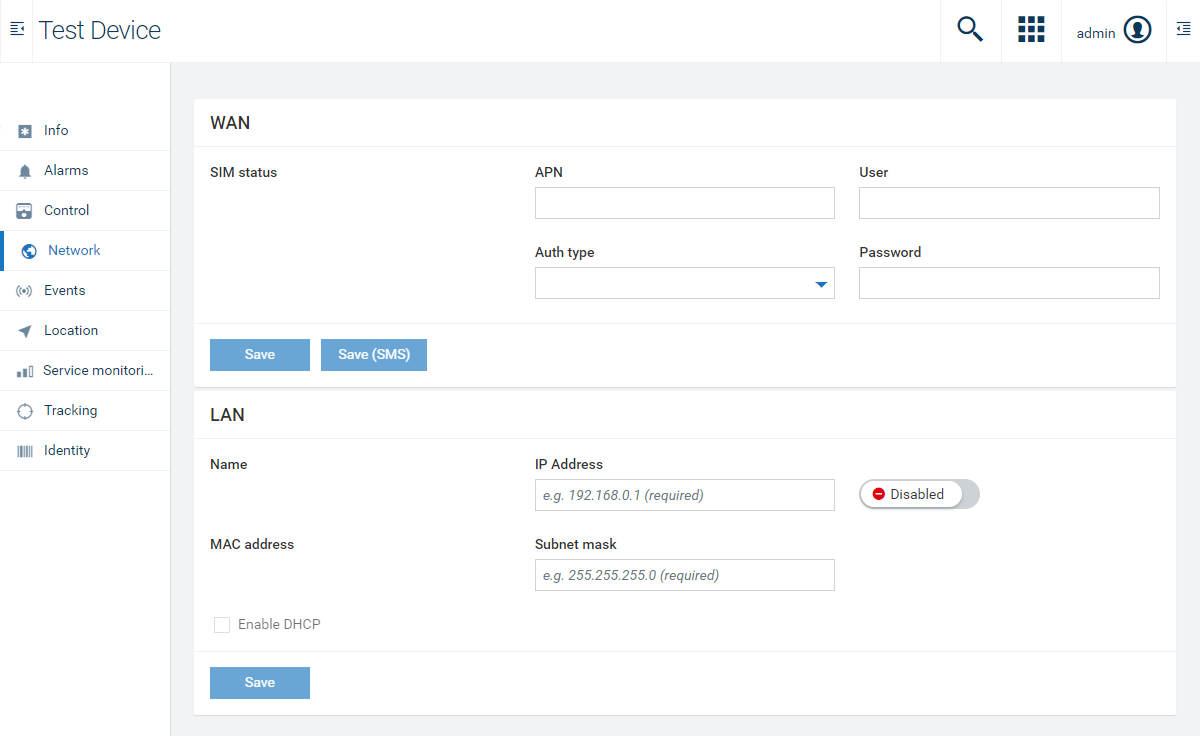 Test Device
admin
Info
Alarms
Control
Network
Events
Location
Service monitori...
Tracking
Identity
WAN
SIM status
APN
User
Auth type
Password
Save
Save (SMS)
LAN
Name
IP Address
e.g. 192.168.0.1 (required)
Disabled
MAC address
Subnet mask
e.g. 255.255.255.0 (required)
Enable DHCP
Save